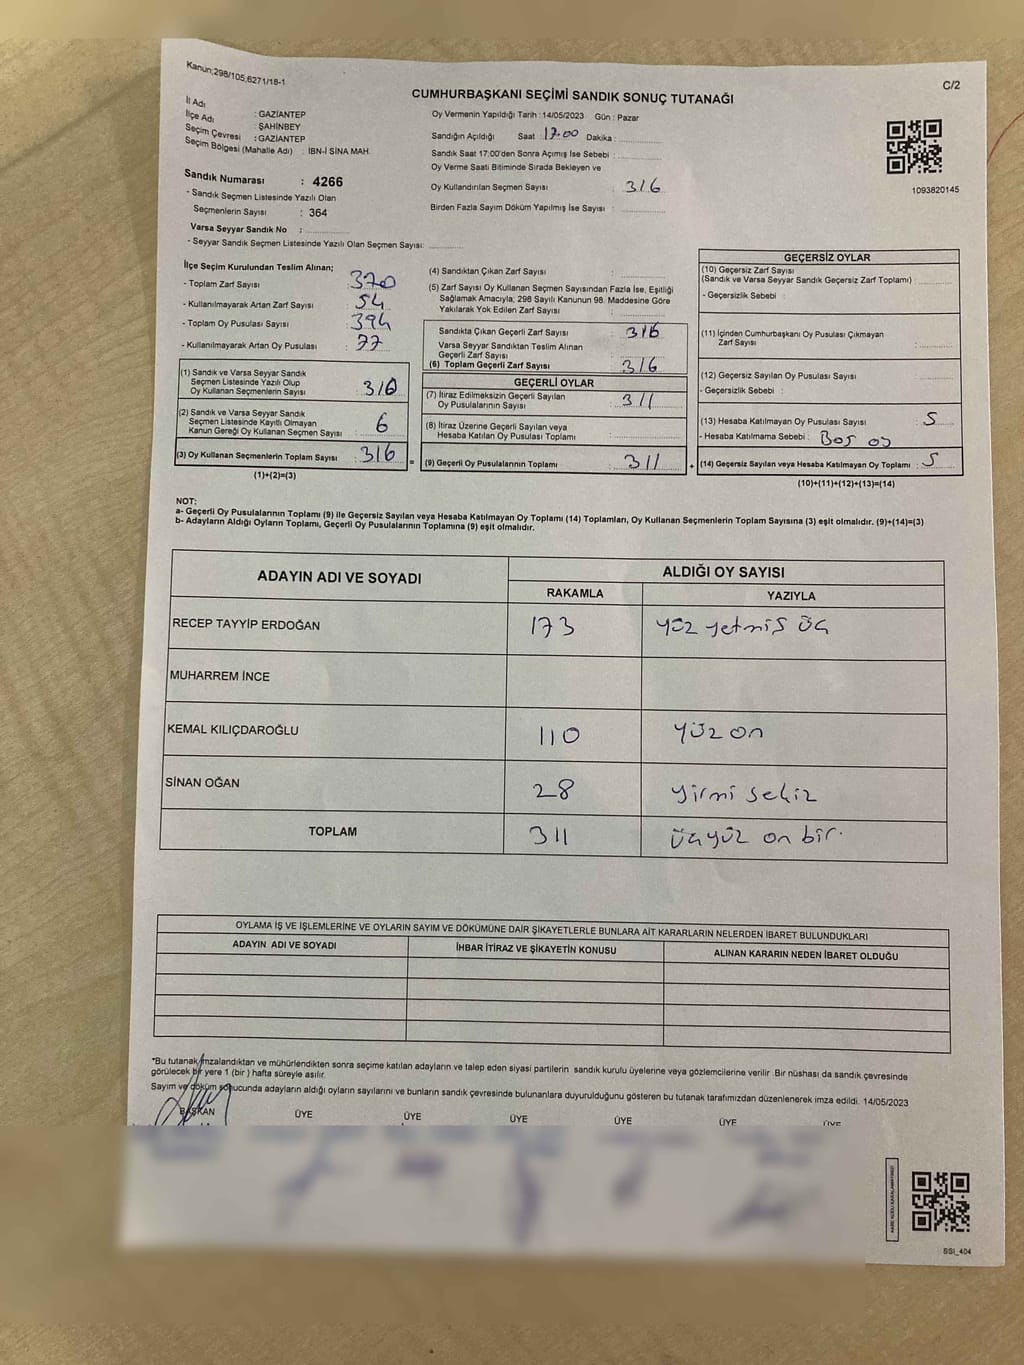 Kanun;298/105,6271/18-1
C/2
CUMHURBAŞKANI SEÇİMİ SANDIK SONUÇ TUTANAĞI
İl Adı : GAZİANTEP
İlçe Adı : ŞAHİNBEY
Seçim Çevresi : GAZİANTEP
Seçim Bölgesi (Mahalle Adı) : İBN-İ SİNA MAH.
Oy Vermenin Yapıldığı Tarih :14/05/2023 Gün : Pazar
Sandığın Açıldığı Saat : 17.00 Dakika :
Sandık Saat 17:00'den Sonra Açımış İse Sebebi :
Oy Verme Saati Bitiminde Sırada Bekleyen ve
Oy Kullandırılan Seçmen Sayısı : 316
Birden Fazla Sayım Döküm Yapılmış İse Sayısı :
1093820145
Sandık Numarası : 4266
- Sandık Seçmen Listesinde Yazılı Olan
Seçmenlerin Sayısı : 364
Varsa Seyyar Sandık No :
- Seyyar Sandık Seçmen Listesinde Yazılı Olan Seçmen Sayısı:
İlçe Seçim Kurulundan Teslim Alınan;
- Toplam Zarf Sayısı : 370
- Kullanılmayarak Artan Zarf Sayısı : 54
- Toplam Oy Pusulası Sayısı : 394
- Kullanılmayarak Artan Oy Pusulası : 77
(1) Sandık ve Varsa Seyyar Sandık
Seçmen Listesinde Yazılı Olup
Oy Kullanan Seçmenlerin Sayısı : 310
(2) Sandık ve Varsa Seyyar Sandık
Seçmen Listesinde Kayıtlı Olmayan
Kanun Gereği Oy Kullanan Seçmen Sayısı : 6
(3) Oy Kullanan Seçmenlerin Toplam Sayısı : 316
(1)+(2)=(3)
(4) Sandıktan Çıkan Zarf Sayısı :
(5) Zarf Sayısı Oy Kullanan Seçmen Sayısından Fazla İse, Eşitliği
Sağlamak Amacıyla; 298 Sayılı Kanunun 98. Maddesine Göre
Yakılarak Yok Edilen Zarf Sayısı :
Sandıkta Çıkan Geçerli Zarf Sayısı : 316
Varsa Seyyar Sandıktan Teslim Alınan
Geçerli Zarf Sayısı :
(6) Toplam Geçerli Zarf Sayısı : 316
GEÇERLİ OYLAR
(7) İtiraz Edilmeksizin Geçerli Sayılan
Oy Pusulalarının Sayısı : 311
(8) İtiraz Üzerine Geçerli Sayılan veya
Hesaba Katılan Oy Pusulası Toplamı :
= (9) Geçerli Oy Pusulalarının Toplamı : 311 +
GEÇERSİZ OYLAR
(10) Geçersiz Zarf Sayısı
(Sandık ve Varsa Seyyar Sandık Geçersiz Zarf Toplamı) :
- Geçersizlik Sebebi :
(11) İçinden Cumhurbaşkanı Oy Pusulası Çıkmayan
Zarf Sayısı :
(12) Geçersiz Sayılan Oy Pusulası Sayısı :
- Geçersizlik Sebebi :
(13) Hesaba Katılmayan Oy Pusulası Sayısı : 5
- Hesaba Katılmama Sebebi : Boş oy
(14) Geçersiz Sayılan veya Hesaba Katılmayan Oy Toplamı : 5
(10)+(11)+(12)+(13)=(14)
NOT:
a- Geçerli Oy Pusulalarının Toplamı (9) ile Geçersiz Sayılan veya Hesaba Katılmayan Oy Toplamı (14) Toplamları, Oy Kullanan Seçmenlerin Toplam Sayısına (3) eşit olmalıdır. (9)+(14)=(3)
b- Adayların Aldığı Oyların Toplamı, Geçerli Oy Pusulalarının Toplamına (9) eşit olmalıdır.
ADAYIN ADI VE SOYADI
ALDIĞI OY SAYISI
RAKAMLA YAZIYLA
RECEP TAYYİP ERDOĞAN 173 yüz yetmiş üç
MUHARREM İNCE
KEMAL KILIÇDAROĞLU 110 yüz on
SİNAN OĞAN 28 yirmi sekiz
TOPLAM 311 üçyüz on bir.
OYLAMA İŞ VE İŞLEMLERİNE VE OYLARIN SAYIM VE DÖKÜMÜNE DAİR ŞİKAYETLERLE BUNLARA AİT KARARLARIN NELERDEN İBARET BULUNDUKLARI
ADAYIN ADI VE SOYADI İHBAR İTİRAZ VE ŞİKAYETİN KONUSU ALINAN KARARIN NEDEN İBARET OLDUĞU
*Bu tutanak imzalandıktan ve mühürlendikten sonra seçime katılan adayların ve talep eden siyasi partilerin sandık kurulu üyelerine veya gözlemcilerine verilir .Bir nüshası da sandık çevresinde
görülecek bir yere 1 (bir ) hafta süreyle asılır.
Sayım ve döküm sonucunda adayların aldığı oyların sayılarını ve bunların sandık çevresinde bulunanlara duyurulduğunu gösteren bu tutanak tarafımızdan düzenlenerek imza edildi. 14/05/2023
BAŞKAN ÜYE ÜYE ÜYE ÜYE ÜYE ÜYE
SSI_404